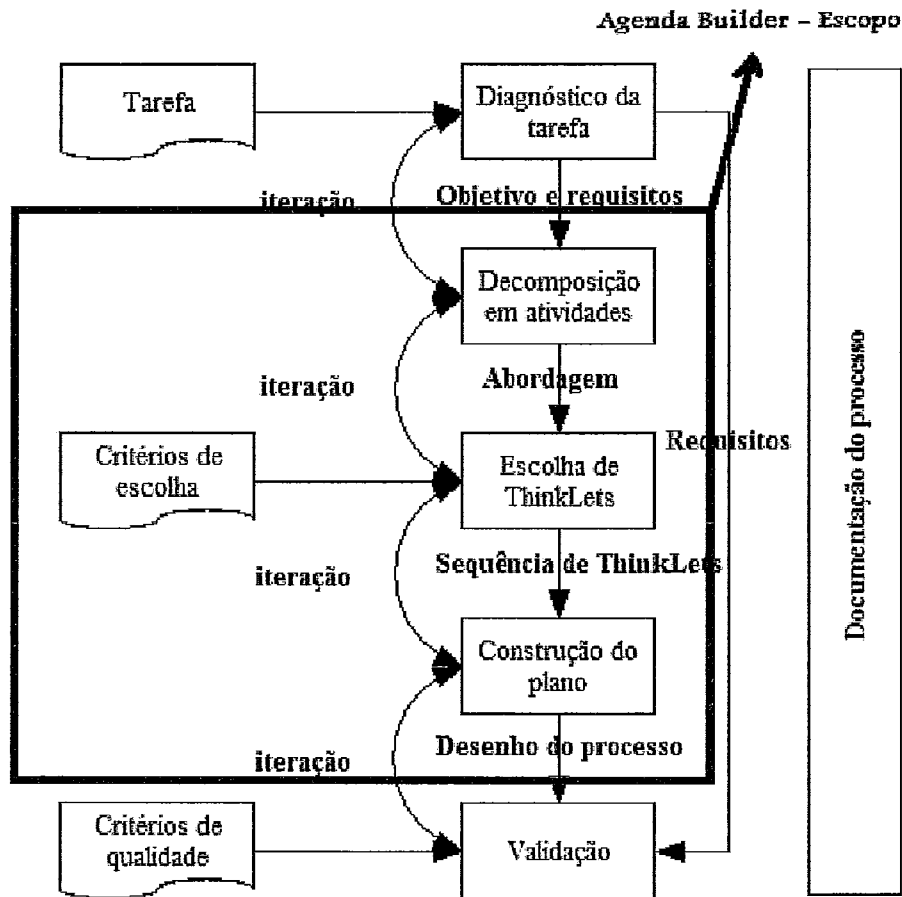 Agenda Builder – Escopo
Tarefa
Diagnóstico da
tarefa
iteração
Objetivo e requisitos
Decomposição
em atividades
iteração
Abordagem
Requisitos
Critérios de
escolha
Escolha de
ThinkLets
iteração
Sequência de ThinkLets
Construção do
plano
iteração
Desenho do processo
Critérios de
qualidade
Validação
Documentação do processo